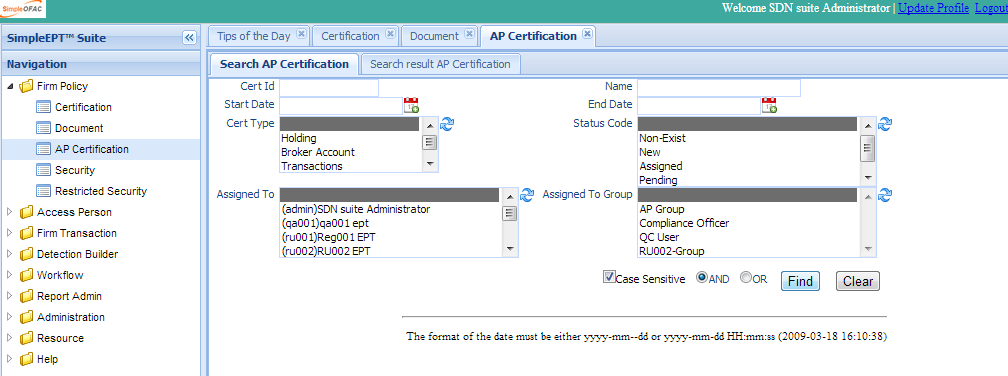 SimpleOFAC
Welcome SDN suite Administrator | Update Profile Logout
SimpleEPT™ Suite
Tips of the Day
Certification
Document
AP Certification
Navigation
Search AP Certification
Search result AP Certification
Firm Policy
Certification
Document
AP Certification
Security
Restricted Security
Access Person
Firm Transaction
Detection Builder
Workflow
Report Admin
Administration
Resource
Help
Cert Id
Name
Start Date
End Date
Cert Type
Holding
Broker Account
Transactions
Status Code
Non-Exist
New
Assigned
Pending
Assigned To
(admin)SDN suite Administrator
(qa001)qa001 ept
(ru001)Reg001 EPT
(ru002)RU002 EPT
Assigned To Group
AP Group
Compliance Officer
QC User
RU002-Group
Case Sensitive AND OR Find Clear
The format of the date must be either yyyy-mm--dd or yyyy-mm-dd HH:mm:ss (2009-03-18 16:10:38)